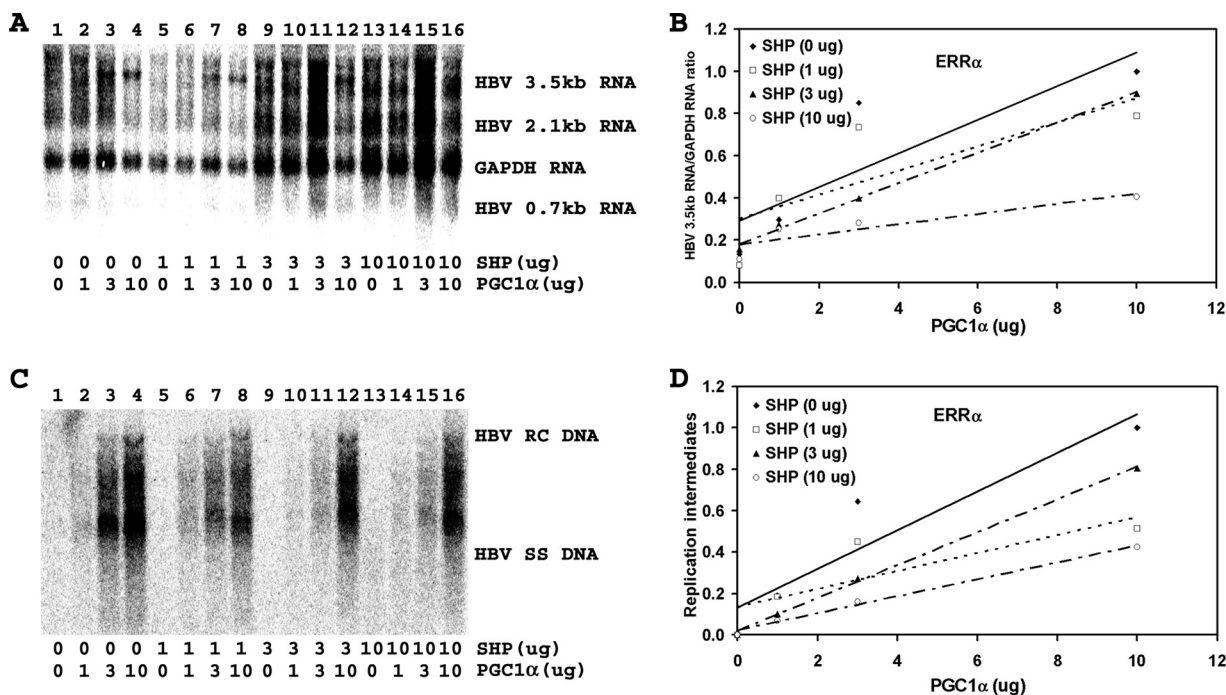 A
1 2 3 4 5 6 7 8 9 10 11 12 13 14 15 16
HBV 3.5kb RNA
HBV 2.1kb RNA
GAPDH RNA
HBV 0.7kb RNA
0 0 0 0 1 1 1 1 3 3 3 3 10 10 10 10 SHP(ug)
0 1 3 10 0 1 3 10 0 1 3 10 0 1 3 10 PGC1α(ug)
B
HBV 3.5kb RNA/GAPDH RNA ratio
1.2
1.0
0.8
0.6
0.4
0.2
0.0
SHP (0 ug)
SHP (1 ug)
SHP (3 ug)
SHP (10 ug)
ERRα
0 2 4 6 8 10 12
PGC1α (ug)
C
1 2 3 4 5 6 7 8 9 10 11 12 13 14 15 16
HBV RC DNA
HBV SS DNA
0 0 0 0 1 1 1 1 3 3 3 3 10 10 10 10 SHP(ug)
0 1 3 10 0 1 3 10 0 1 3 10 0 1 3 10 PGC1α(ug)
D
Replication intermediates
1.2
1.0
0.8
0.6
0.4
0.2
0.0
SHP (0 ug)
SHP (1 ug)
SHP (3 ug)
SHP (10 ug)
ERRα
0 2 4 6 8 10 12
PGC1α (ug)